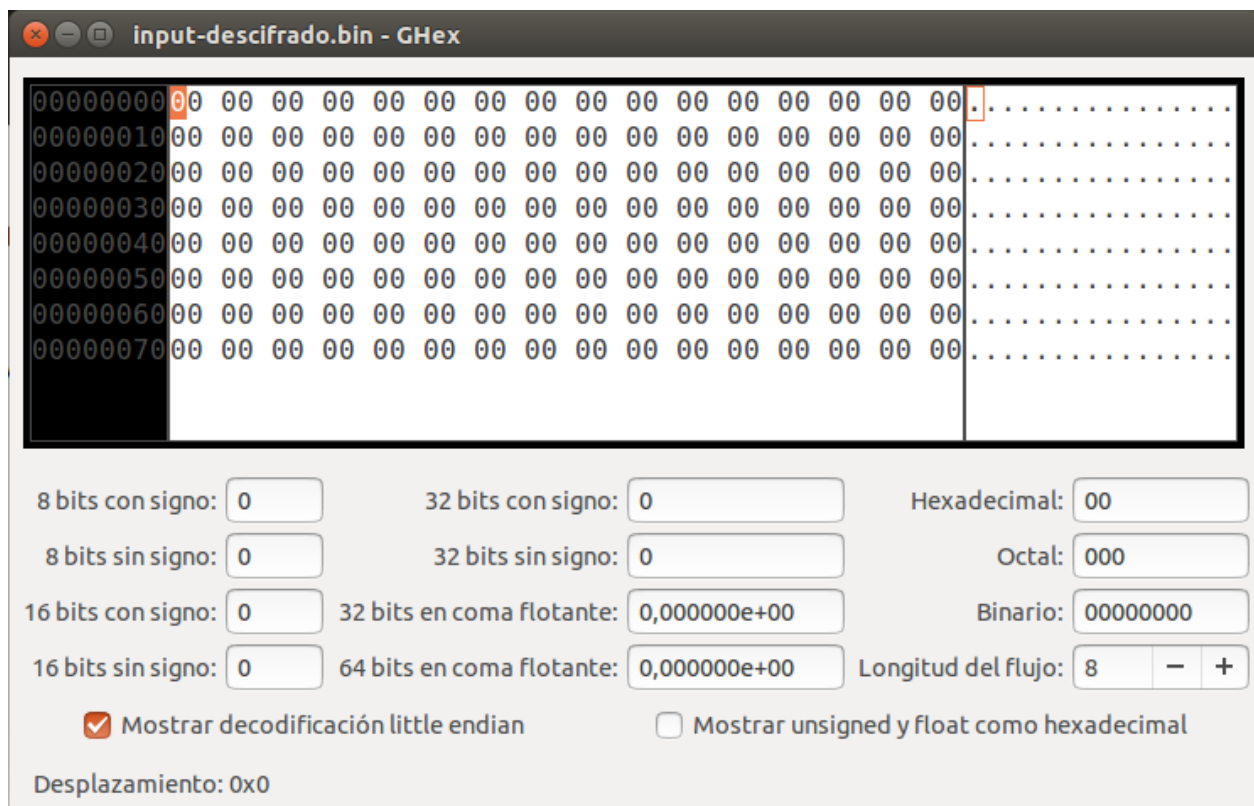 input-descifrado.bin - GHex
00000000 00 00 00 00 00 00 00 00 00 00 00 00 00 00 00 00 ................
00000010 00 00 00 00 00 00 00 00 00 00 00 00 00 00 00 00 ................
00000020 00 00 00 00 00 00 00 00 00 00 00 00 00 00 00 00 ................
00000030 00 00 00 00 00 00 00 00 00 00 00 00 00 00 00 00 ................
00000040 00 00 00 00 00 00 00 00 00 00 00 00 00 00 00 00 ................
00000050 00 00 00 00 00 00 00 00 00 00 00 00 00 00 00 00 ................
00000060 00 00 00 00 00 00 00 00 00 00 00 00 00 00 00 00 ................
00000070 00 00 00 00 00 00 00 00 00 00 00 00 00 00 00 00 ................
8 bits con signo: 0 32 bits con signo: 0 Hexadecimal: 00
8 bits sin signo: 0 32 bits sin signo: 0 Octal: 000
16 bits con signo: 0 32 bits en coma flotante: 0,000000e+00 Binario: 00000000
16 bits sin signo: 0 64 bits en coma flotante: 0,000000e+00 Longitud del flujo: 8 − +
Mostrar decodificación little endian Mostrar unsigned y float como hexadecimal
Desplazamiento: 0x0